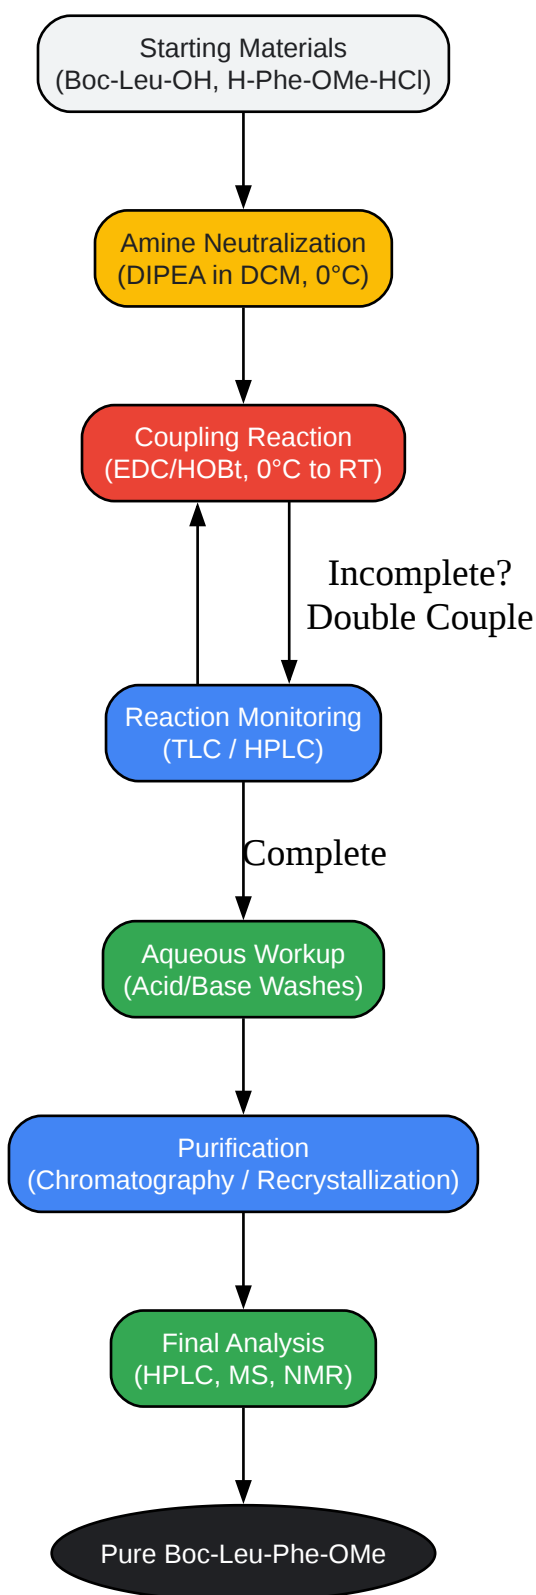 Starting Materials
(Boc-Leu-OH, H-Phe-OMe-HCl)
Amine Neutralization
(DIPEA in DCM, 0°C)
Coupling Reaction
(EDC/HOBt, 0°C to RT)
Incomplete?
Double Couple
Reaction Monitoring
(TLC / HPLC)
Complete
Aqueous Workup
(Acid/Base Washes)
Purification
(Chromatography / Recrystallization)
Final Analysis
(HPLC, MS, NMR)
Pure Boc-Leu-Phe-OMe